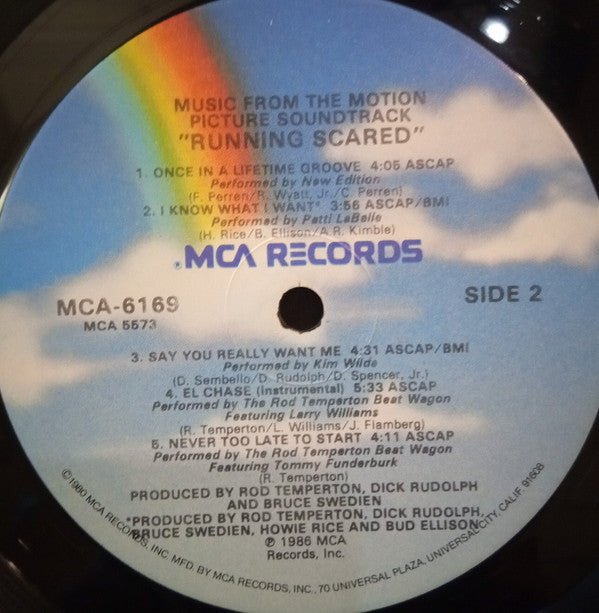 MUSIC FROM THE MOTION
PICTURE SOUNDTRACK
"RUNNING SCARED"
1. ONCE IN A LIFETIME GROOVE 4:05 ASCAP
Performed by New Edition
(F. Perren/R. Wyatt, Jr./C. Perren)
2. I KNOW WHAT I WANT* 3:56 ASCAP/BMI
Performed by Patti LaBelle
(H. Rice/B. Ellison/A.R. Kimble)
MCA RECORDS
MCA-6169
SIDE 2
MCA 5573
3. SAY YOU REALLY WANT ME 4:31 ASCAP/BMI
Performed by Kim Wilde
(D. Sembello/D. Rudolph/D. Spencer, Jr.)
4. EL CHASE (Instrumental) 5:33 ASCAP
Performed by The Rod Temperton Beat Wagon
Featuring Larry Williams
(R. Temperton/L. Williams/J. Flamberg)
5. NEVER TOO LATE TO START 4:11 ASCAP
Performed by The Rod Temperton Beat Wagon
Featuring Tommy Funderburk
(R. Temperton)
PRODUCED BY ROD TEMPERTON, DICK RUDOLPH
AND BRUCE SWEDIEN
*PRODUCED BY ROD TEMPERTON, DICK RUDOLPH,
BRUCE SWEDIEN, HOWIE RICE AND BUD ELLISON
℗ 1986 MCA
Records, Inc.
©1980 MCA RECORDS, INC. MFD. BY MCA RECORDS, INC., 70 UNIVERSAL PLAZA, UNIVERSAL CITY, CALIF. 91608